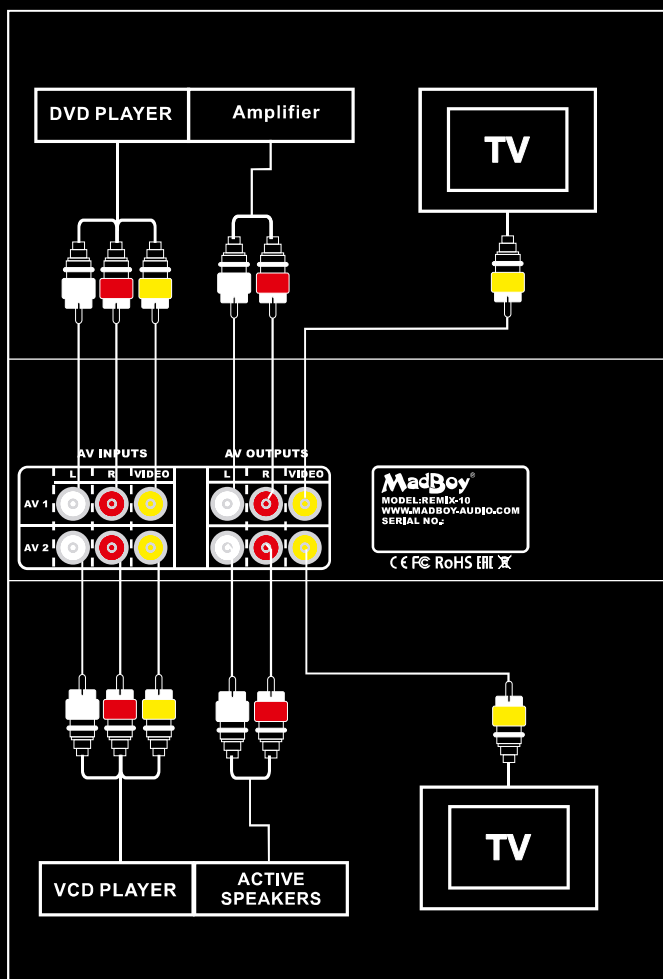 DVD PLAYER
Amplifier
TV
AV INPUTS
AV OUTPUTS
L R VIDEO
L R VIDEO
AV 1
AV 2
MadBoy®
MODEL:REMIX-10
WWW.MADBOY-AUDIO.COM
SERIAL NO.:
CE FC RoHS EAC
VCD PLAYER
ACTIVE
SPEAKERS
TV